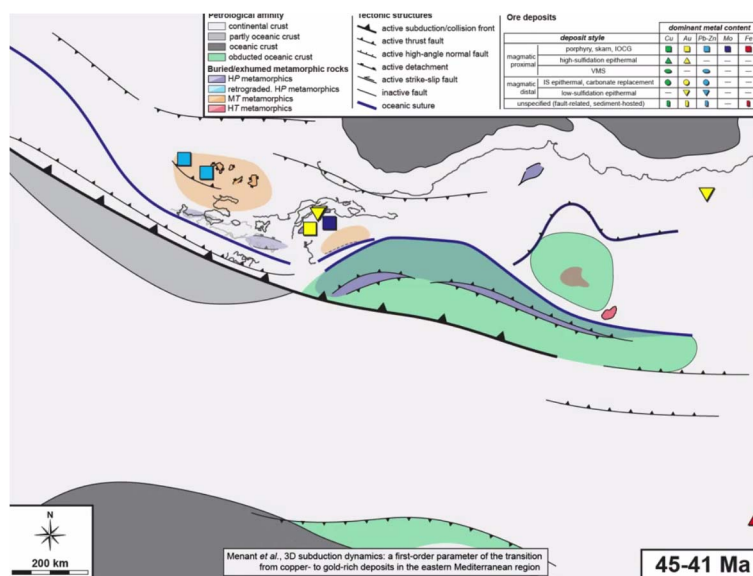 Petrological affinity
continental crust
partly oceanic crust
oceanic crust
obducted oceanic crust
Buried/exhumed metamorphic rocks
HP metamorphics
retrograded. HP metamorphics
MT metamorphics
HT metamorphics
Tectonic structures
active subduction/collision front
active thrust fault
active high-angle normal fault
active detachment
active strike-slip fault
inactive fault
oceanic suture
Ore deposits
dominant metal content
deposit style Cu Au Pb-Zn Mo Fe
magmatic proximal
porphyry, skarn, IOCG
high-sulfidation epithermal
VMS
magmatic distal
IS epithermal, carbonate replacement
low-sulfidation epithermal
unspecified (fault-related, sediment-hosted)
N
200 km
Menant et al., 3D subduction dynamics: a first-order parameter of the transition
from copper- to gold-rich deposits in the eastern Mediterranean region
45-41 Ma